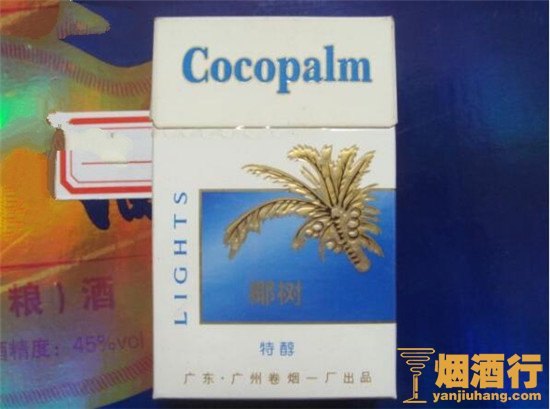 Cocopalm
LIGHTS
椰树
特醇
广东·广州卷烟一厂出品
粮）酒
酒精度：45%vol
烟酒行
yanjiuhang.com